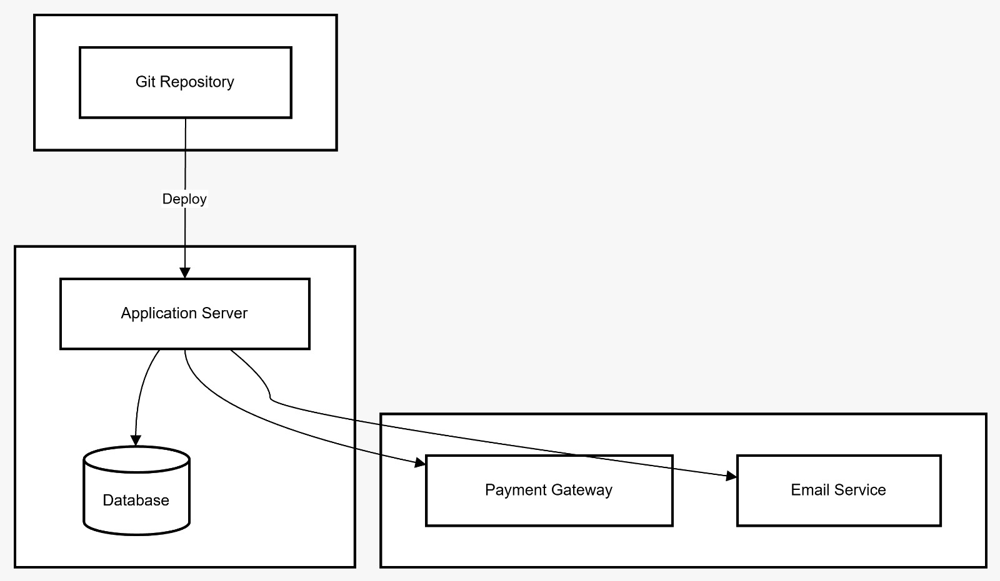 Git Repository
Deploy
Application Server
Database
Payment Gateway
Email Service